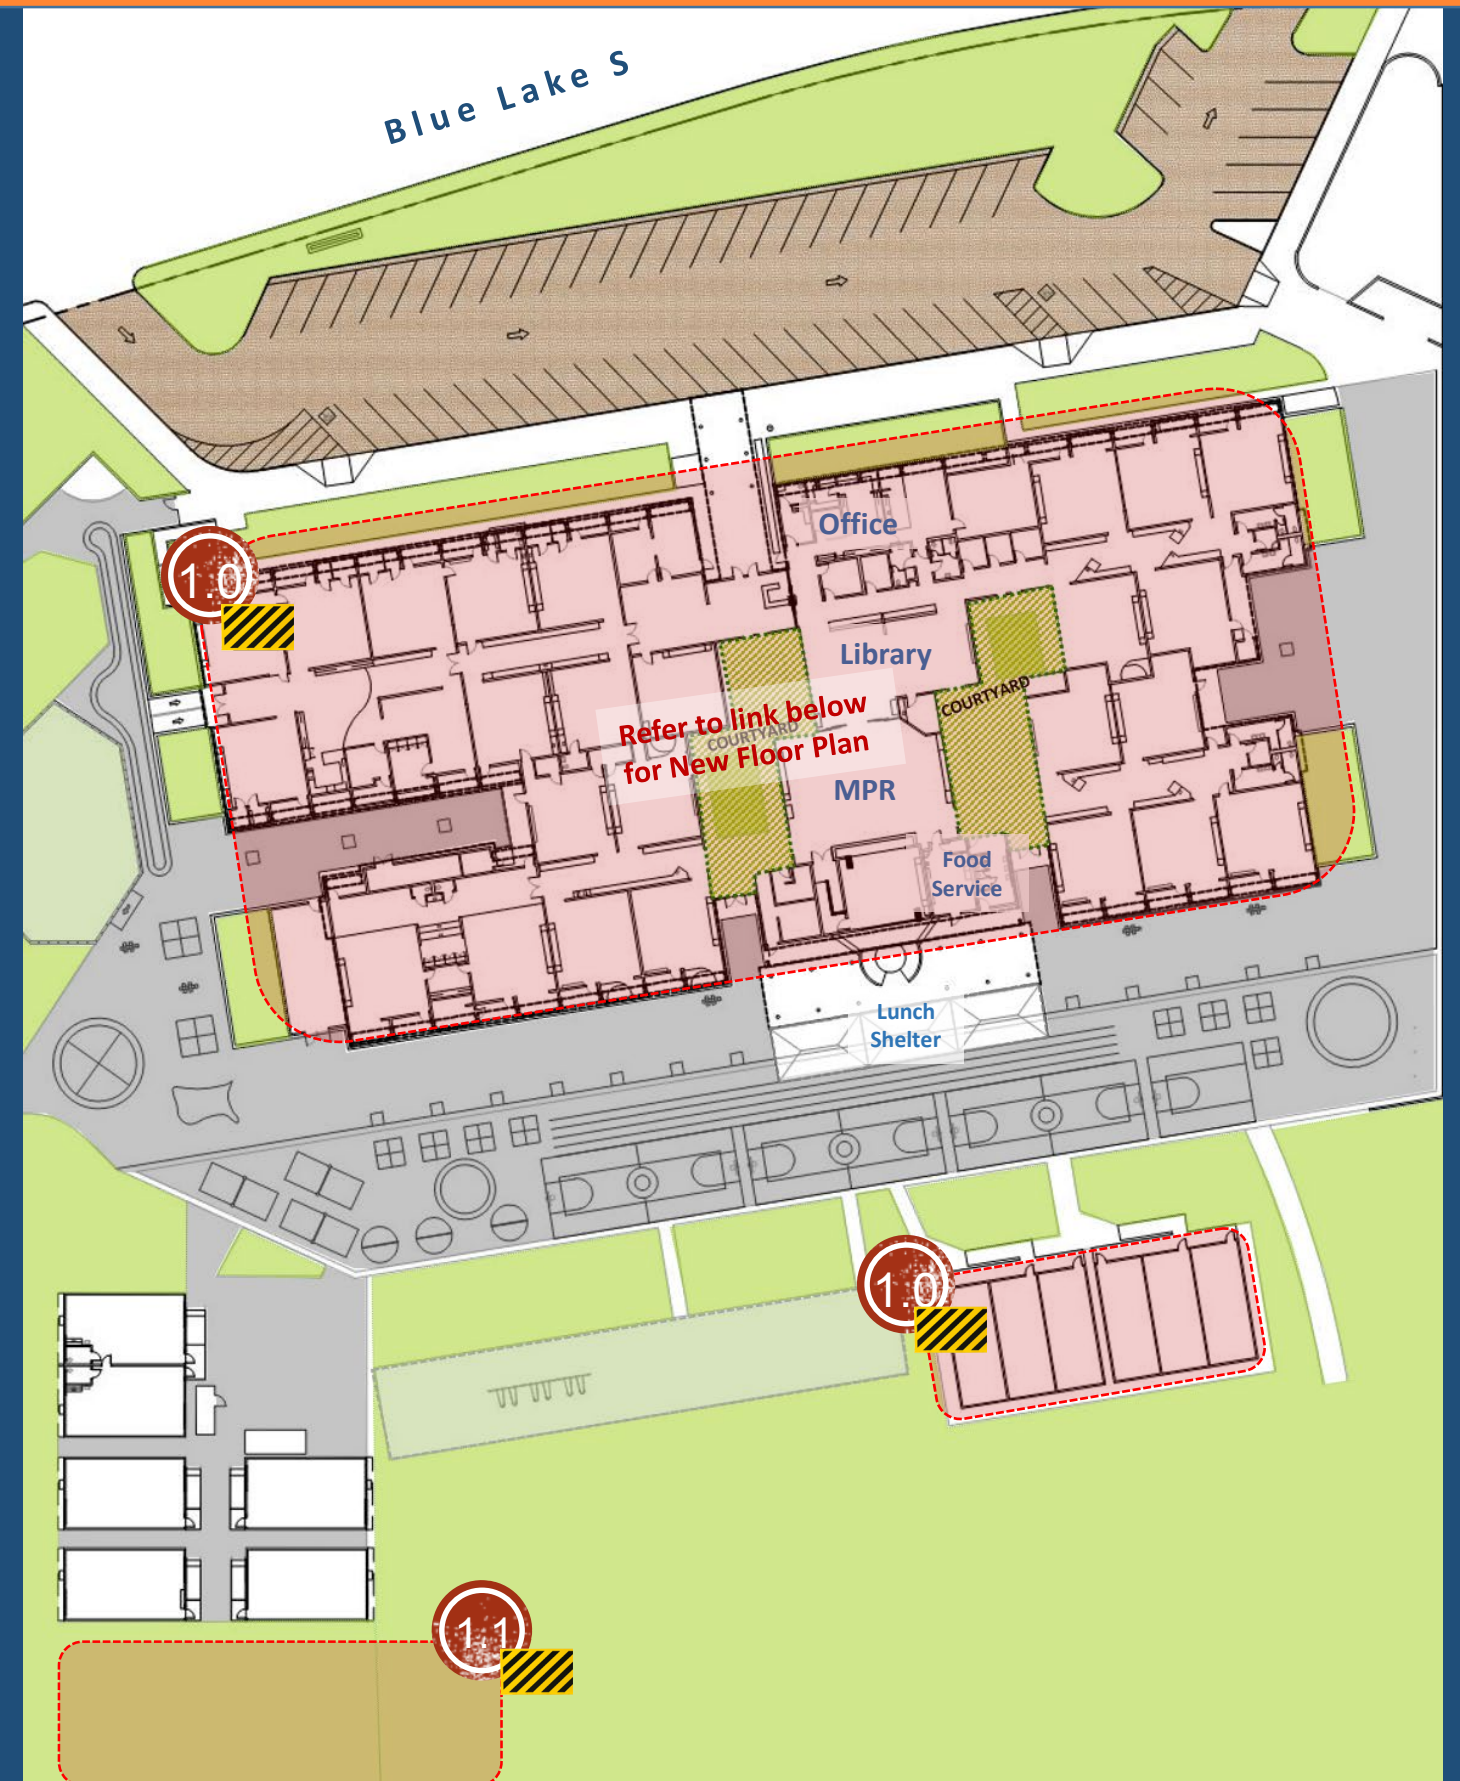 Blue Lake S
1.0
Office
Library
COURTYARD
Refer to link below
COURTYARD
for New Floor Plan
MPR
Food
Service
Lunch
Shelter
1.0
1.1